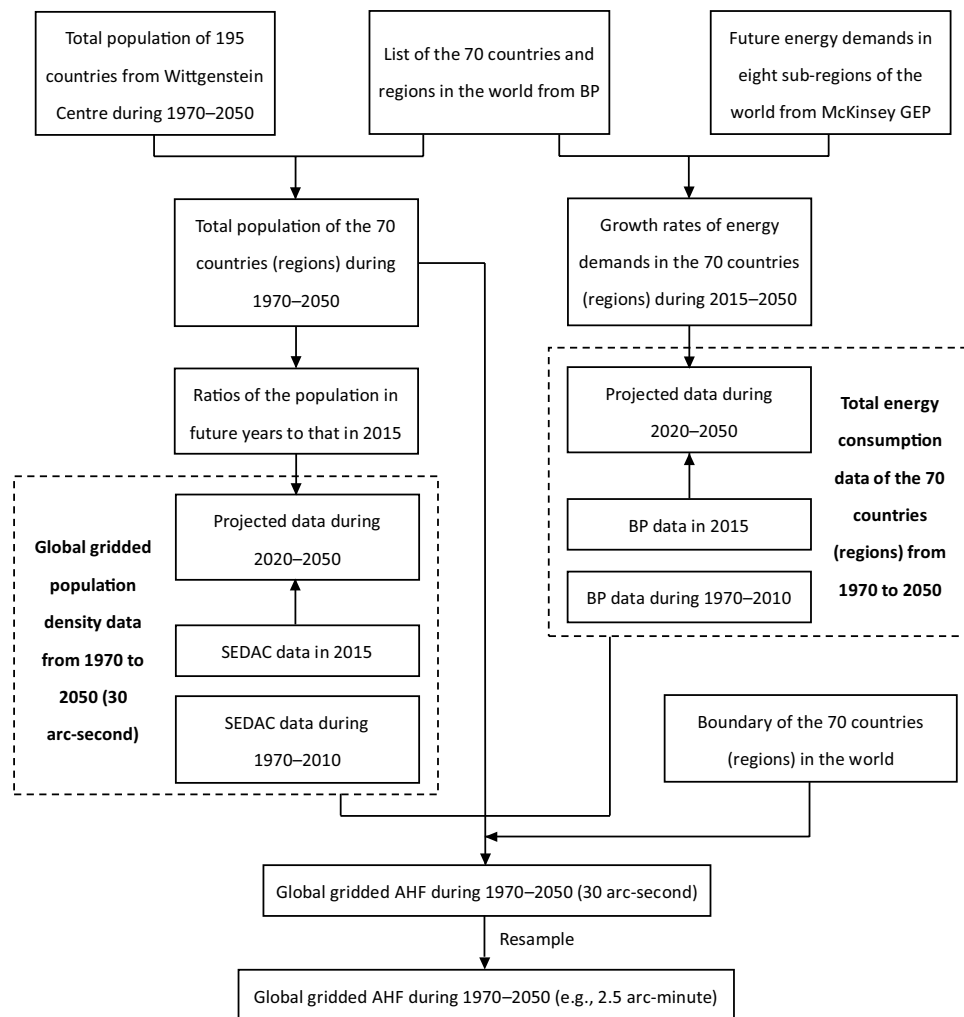 Total population of 195
countries from Wittgenstein
Centre during 1970–2050
List of the 70 countries and
regions in the world from BP
Future energy demands in
eight sub-regions of the
world from McKinsey GEP
Total population of the 70
countries (regions) during
1970–2050
Growth rates of energy
demands in the 70 countries
(regions) during 2015–2050
Ratios of the population in
future years to that in 2015
Projected data during
2020–2050
BP data in 2015
BP data during 1970–2010
Total energy
consumption
data of the 70
countries
(regions) from
1970 to 2050
Global gridded
population
density data
from 1970 to
2050 (30
arc-second)
Projected data during
2020–2050
SEDAC data in 2015
SEDAC data during
1970–2010
Boundary of the 70 countries
(regions) in the world
Global gridded AHF during 1970–2050 (30 arc-second)
Resample
Global gridded AHF during 1970–2050 (e.g., 2.5 arc-minute)